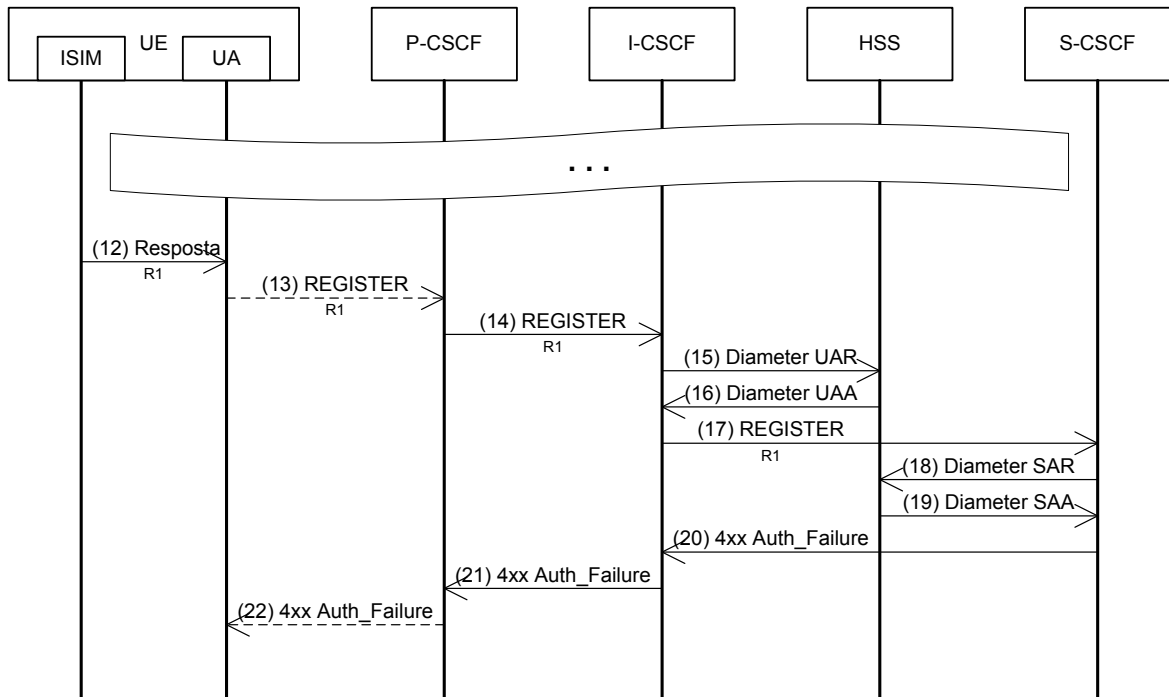 UE
ISIM
UA
P-CSCF
I-CSCF
HSS
S-CSCF
. . .
(12) Resposta
R1
(13) REGISTER
R1
(14) REGISTER
R1
(15) Diameter UAR
(16) Diameter UAA
(17) REGISTER
R1
(18) Diameter SAR
(19) Diameter SAA
(20) 4xx Auth_Failure
(21) 4xx Auth_Failure
(22) 4xx Auth_Failure